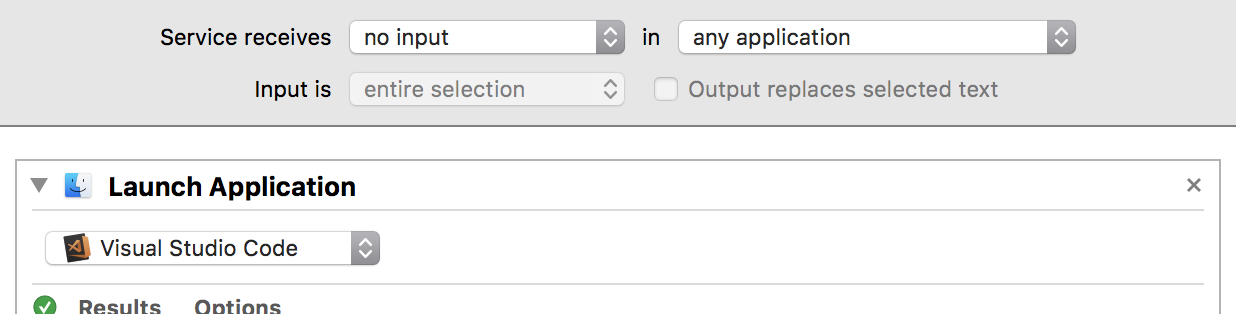 Service receives no input in any application
Input is entire selection Output replaces selected text
Launch Application
Visual Studio Code
Results Options